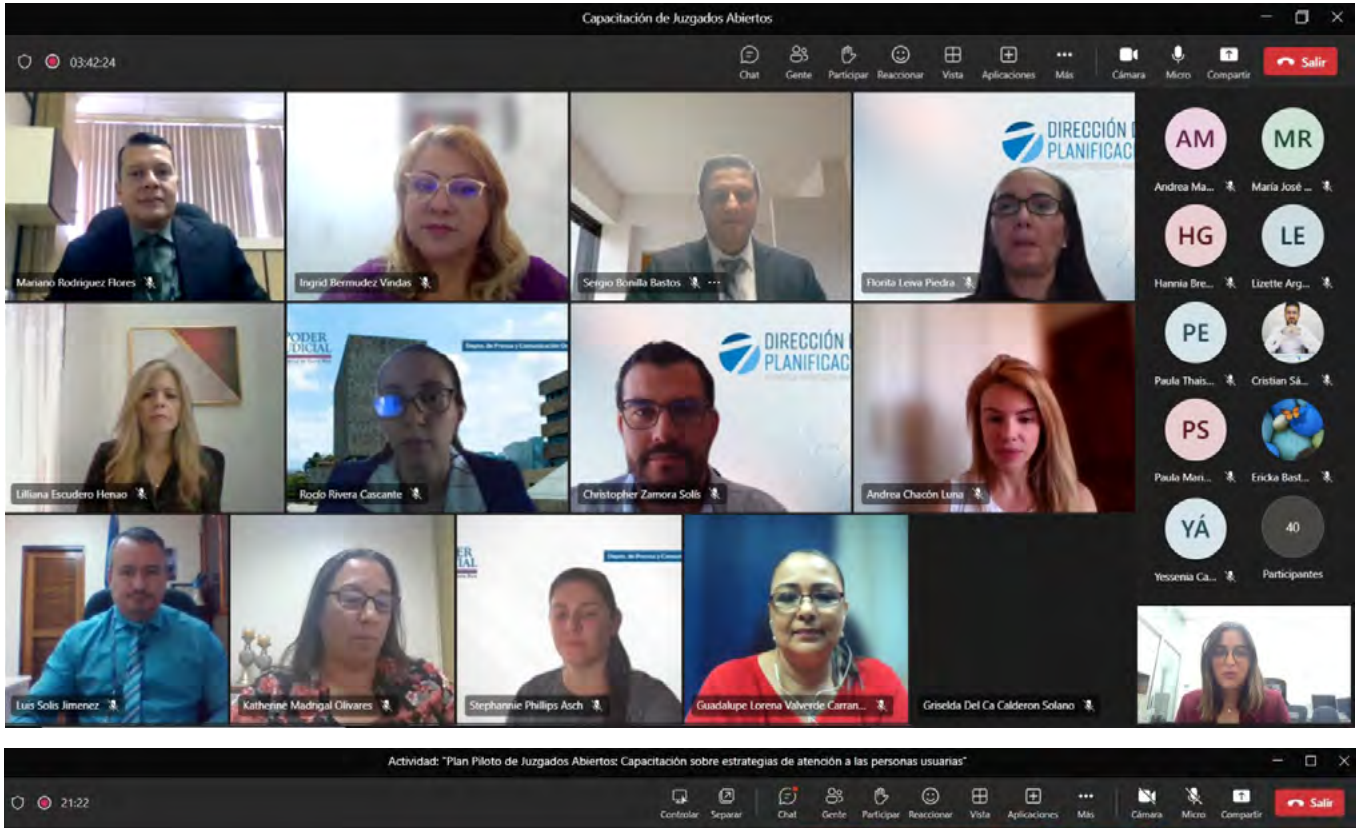 Capacitación de Juzgados Abiertos
03:42:24
Chat Gente Participar Reaccionar Vista Aplicaciones Más Cámara Micro Compartir Salir
DIRECCIÓN
PLANIFICAC
AM MR
Andrea Ma... María José ...
Mariano Rodriguez Flores Ingrid Bermudez Vindas Sergio Bonilla Bastos ... Florita Leiva Piedra
HG LE
Hannia Bre... Lizette Arg...
PODER
JUDICIAL
DIRECCIÓN
PLANIFICAC
PE
Paula Thais... Cristian Sá...
PS
Paula Mari... Ericka Bast...
Lilliana Escudero Henao Rocío Rivera Cascante Christopher Zamora Solís Andrea Chacón Luna
YÁ 40
Yessenia Ca... Participantes
Luis Solis Jimenez Katherine Madrigal Olivares Stephannie Phillips Asch Guadalupe Lorena Valverde Carran... Griselda Del Ca Calderon Solano
Actividad: "Plan Piloto de Juzgados Abiertos: Capacitación sobre estrategias de atención a las personas usuarias"
21:22
Controlar Separar Chat Gente Participar Reaccionar Vista Aplicaciones Más Cámara Micro Compartir Salir